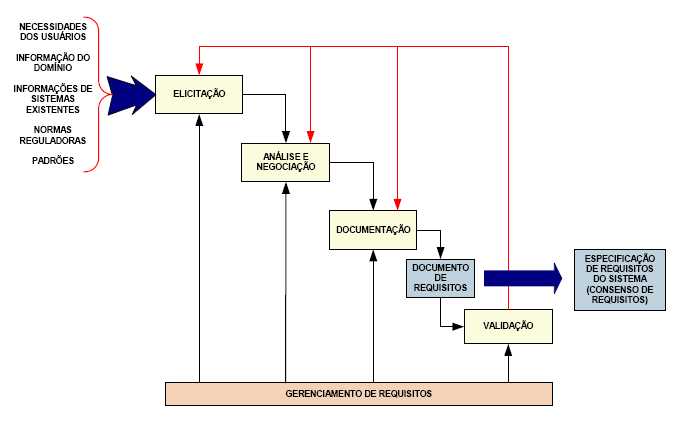 NECESSIDADES
DOS USUÁRIOS
INFORMAÇÃO DO
DOMÍNIO
INFORMAÇÕES DE
SISTEMAS
EXISTENTES
NORMAS
REGULADORAS
PADRÕES
ELICITAÇÃO
ANÁLISE E
NEGOCIAÇÃO
DOCUMENTAÇÃO
DOCUMENTO
DE
REQUISITOS
ESPECIFICAÇÃO
DE REQUISITOS
DO SISTEMA
(CONSENSO DE
REQUISITOS)
VALIDAÇÃO
GERENCIAMENTO DE REQUISITOS